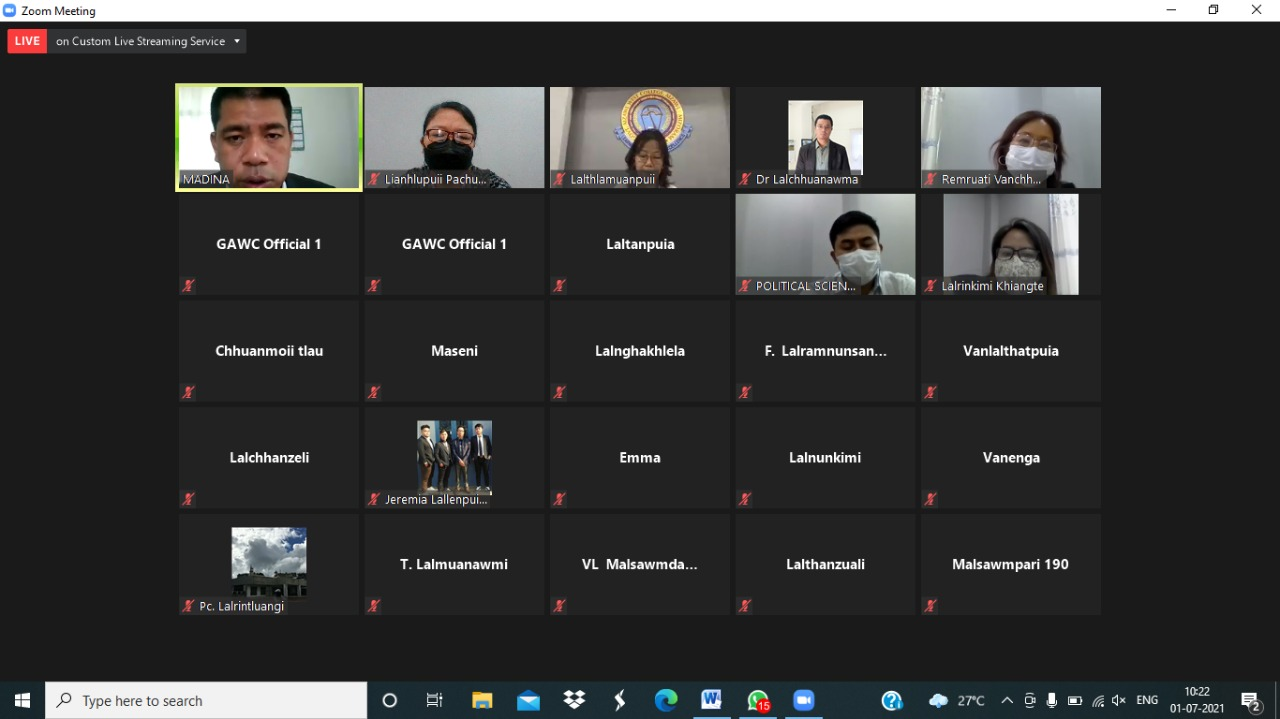 Zoom Meeting
LIVE on Custom Live Streaming Service
MADINA
Lianhlupuii Pachu...
Lalthlamuanpuii
Dr Lalchhuanawma
Remruati Vanchh...
GAWC Official 1
GAWC Official 1
Laltanpuia
POLITICAL SCIEN...
Lalrinkimi Khiangte
Chhuanmoii tlau
Maseni
Lalnghakhlela
F. Lalramnunsan...
Vanlalthatpuia
Lalchhanzeli
Jeremia Lallenpui...
Emma
Lalnunkimi
Vanenga
Pc. Lalrintluangi
T. Lalmuanawmi
VL Malsawmda...
Lalthanzuali
Malsawmpari 190
Type here to search
15
27°C
ENG
10:22
01-07-2021
2